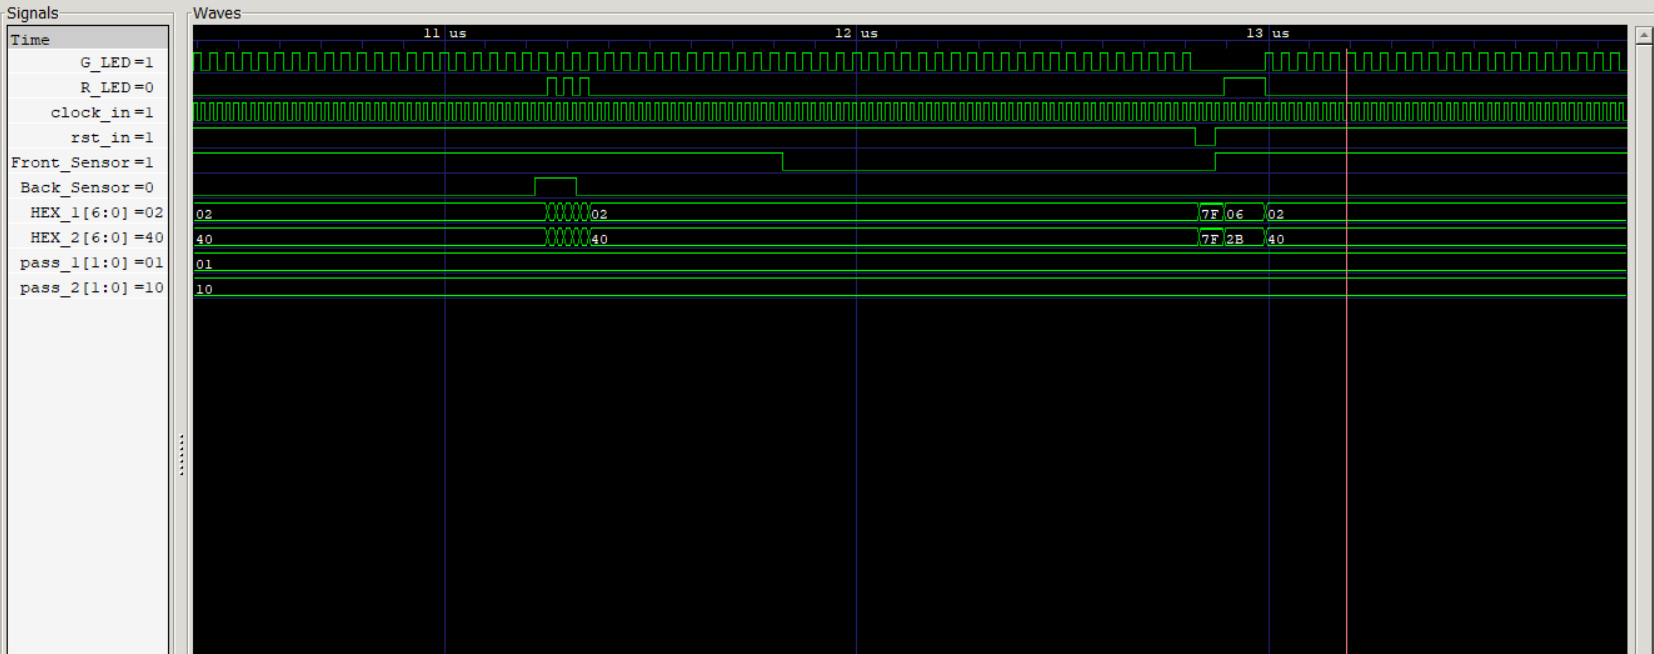 Signals
Waves
Time
11 us 12 us 13 us
G_LED=1
R_LED=0
clock_in=1
rst_in=1
Front_Sensor=1
Back_Sensor=0
HEX_1[6:0]=02 02 02 7F 06 02
HEX_2[6:0]=40 40 40 7F 2B 40
pass_1[1:0]=01 01
pass_2[1:0]=10 10